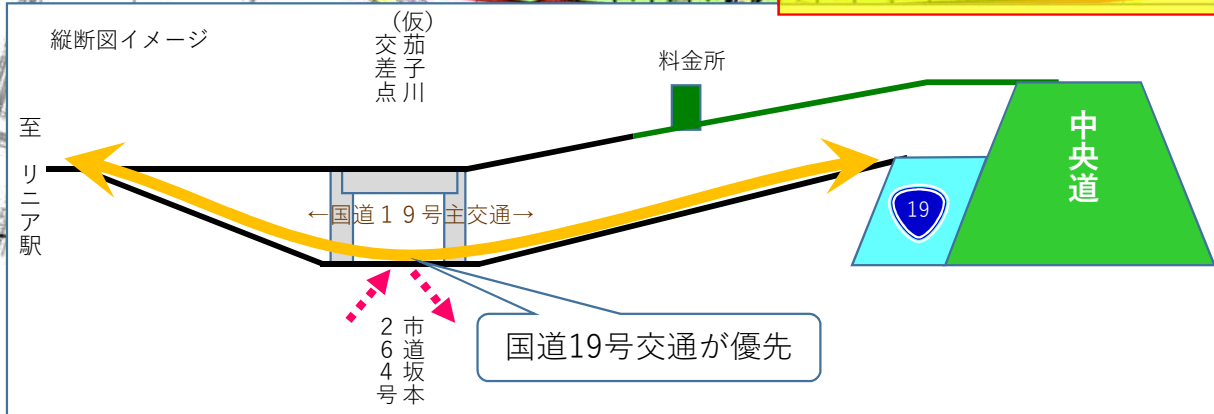 縦断図イメージ
（仮）
茄子川
交差点
料金所
至
リニア駅
中央道
19
←国道１９号主交通→
市道坂本
２６４号
国道19号交通が優先